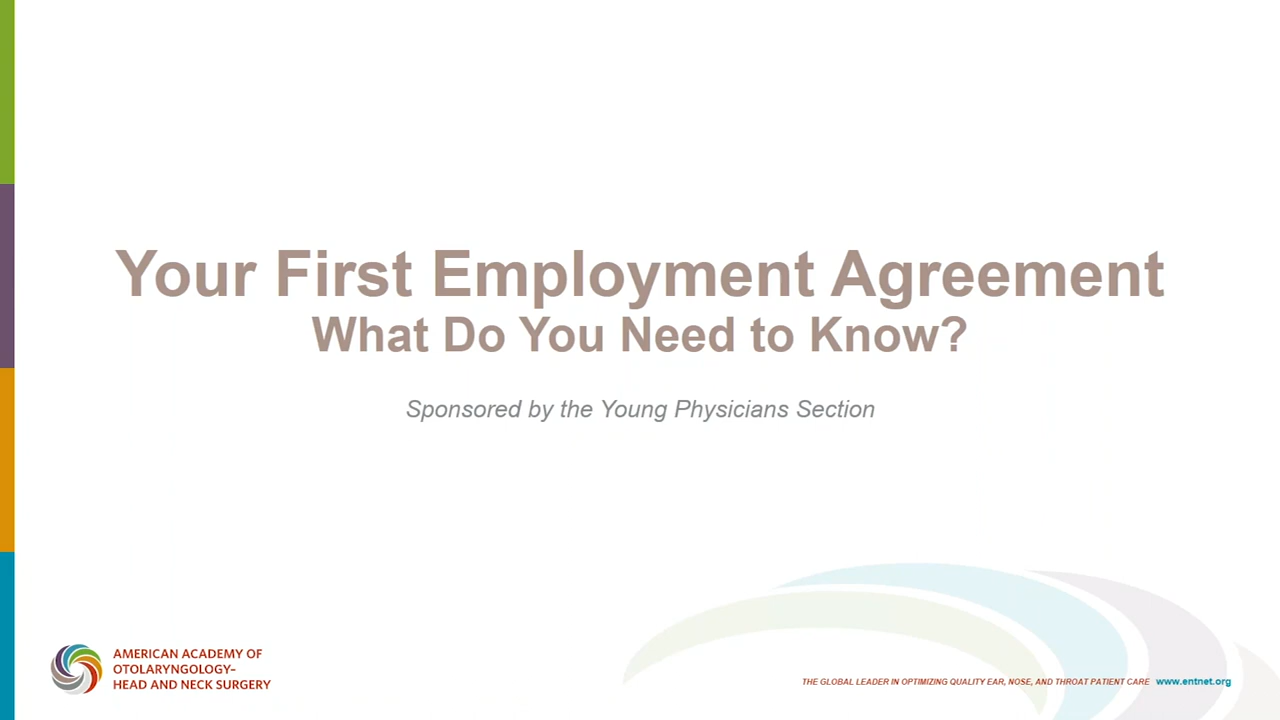 Your First Employment Agreement
What Do You Need to Know?
Sponsored by the Young Physicians Section
AMERICAN ACADEMY OF
OTOLARYNGOLOGY–
HEAD AND NECK SURGERY
THE GLOBAL LEADER IN OPTIMIZING QUALITY EAR, NOSE, AND THROAT PATIENT CARE www.entnet.org